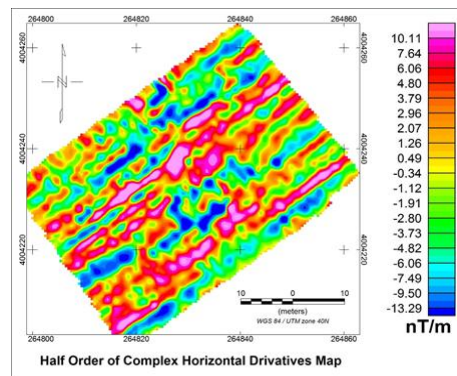 264800 264820 264840 264860
4004260 4004260
4004240 4004240
4004220 4004220
264800 264820 264840 264860
N
10 0 10
(meters)
WGS 84 / UTM zone 40N
10.11
7.64
6.06
4.80
3.79
2.96
2.07
1.26
0.49
-0.34
-1.12
-1.91
-2.80
-3.73
-4.82
-6.06
-7.49
-9.50
-13.29
nT/m
Half Order of Complex Horizontal Drivatives Map